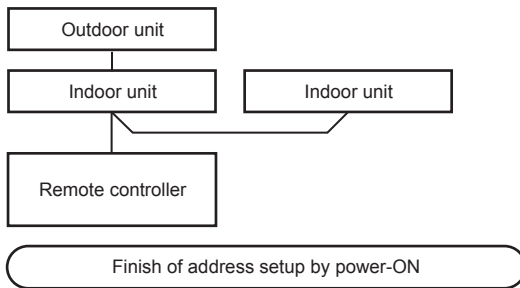 Outdoor unit
Indoor unit
Indoor unit
Remote controller
Finish of address setup by power-ON